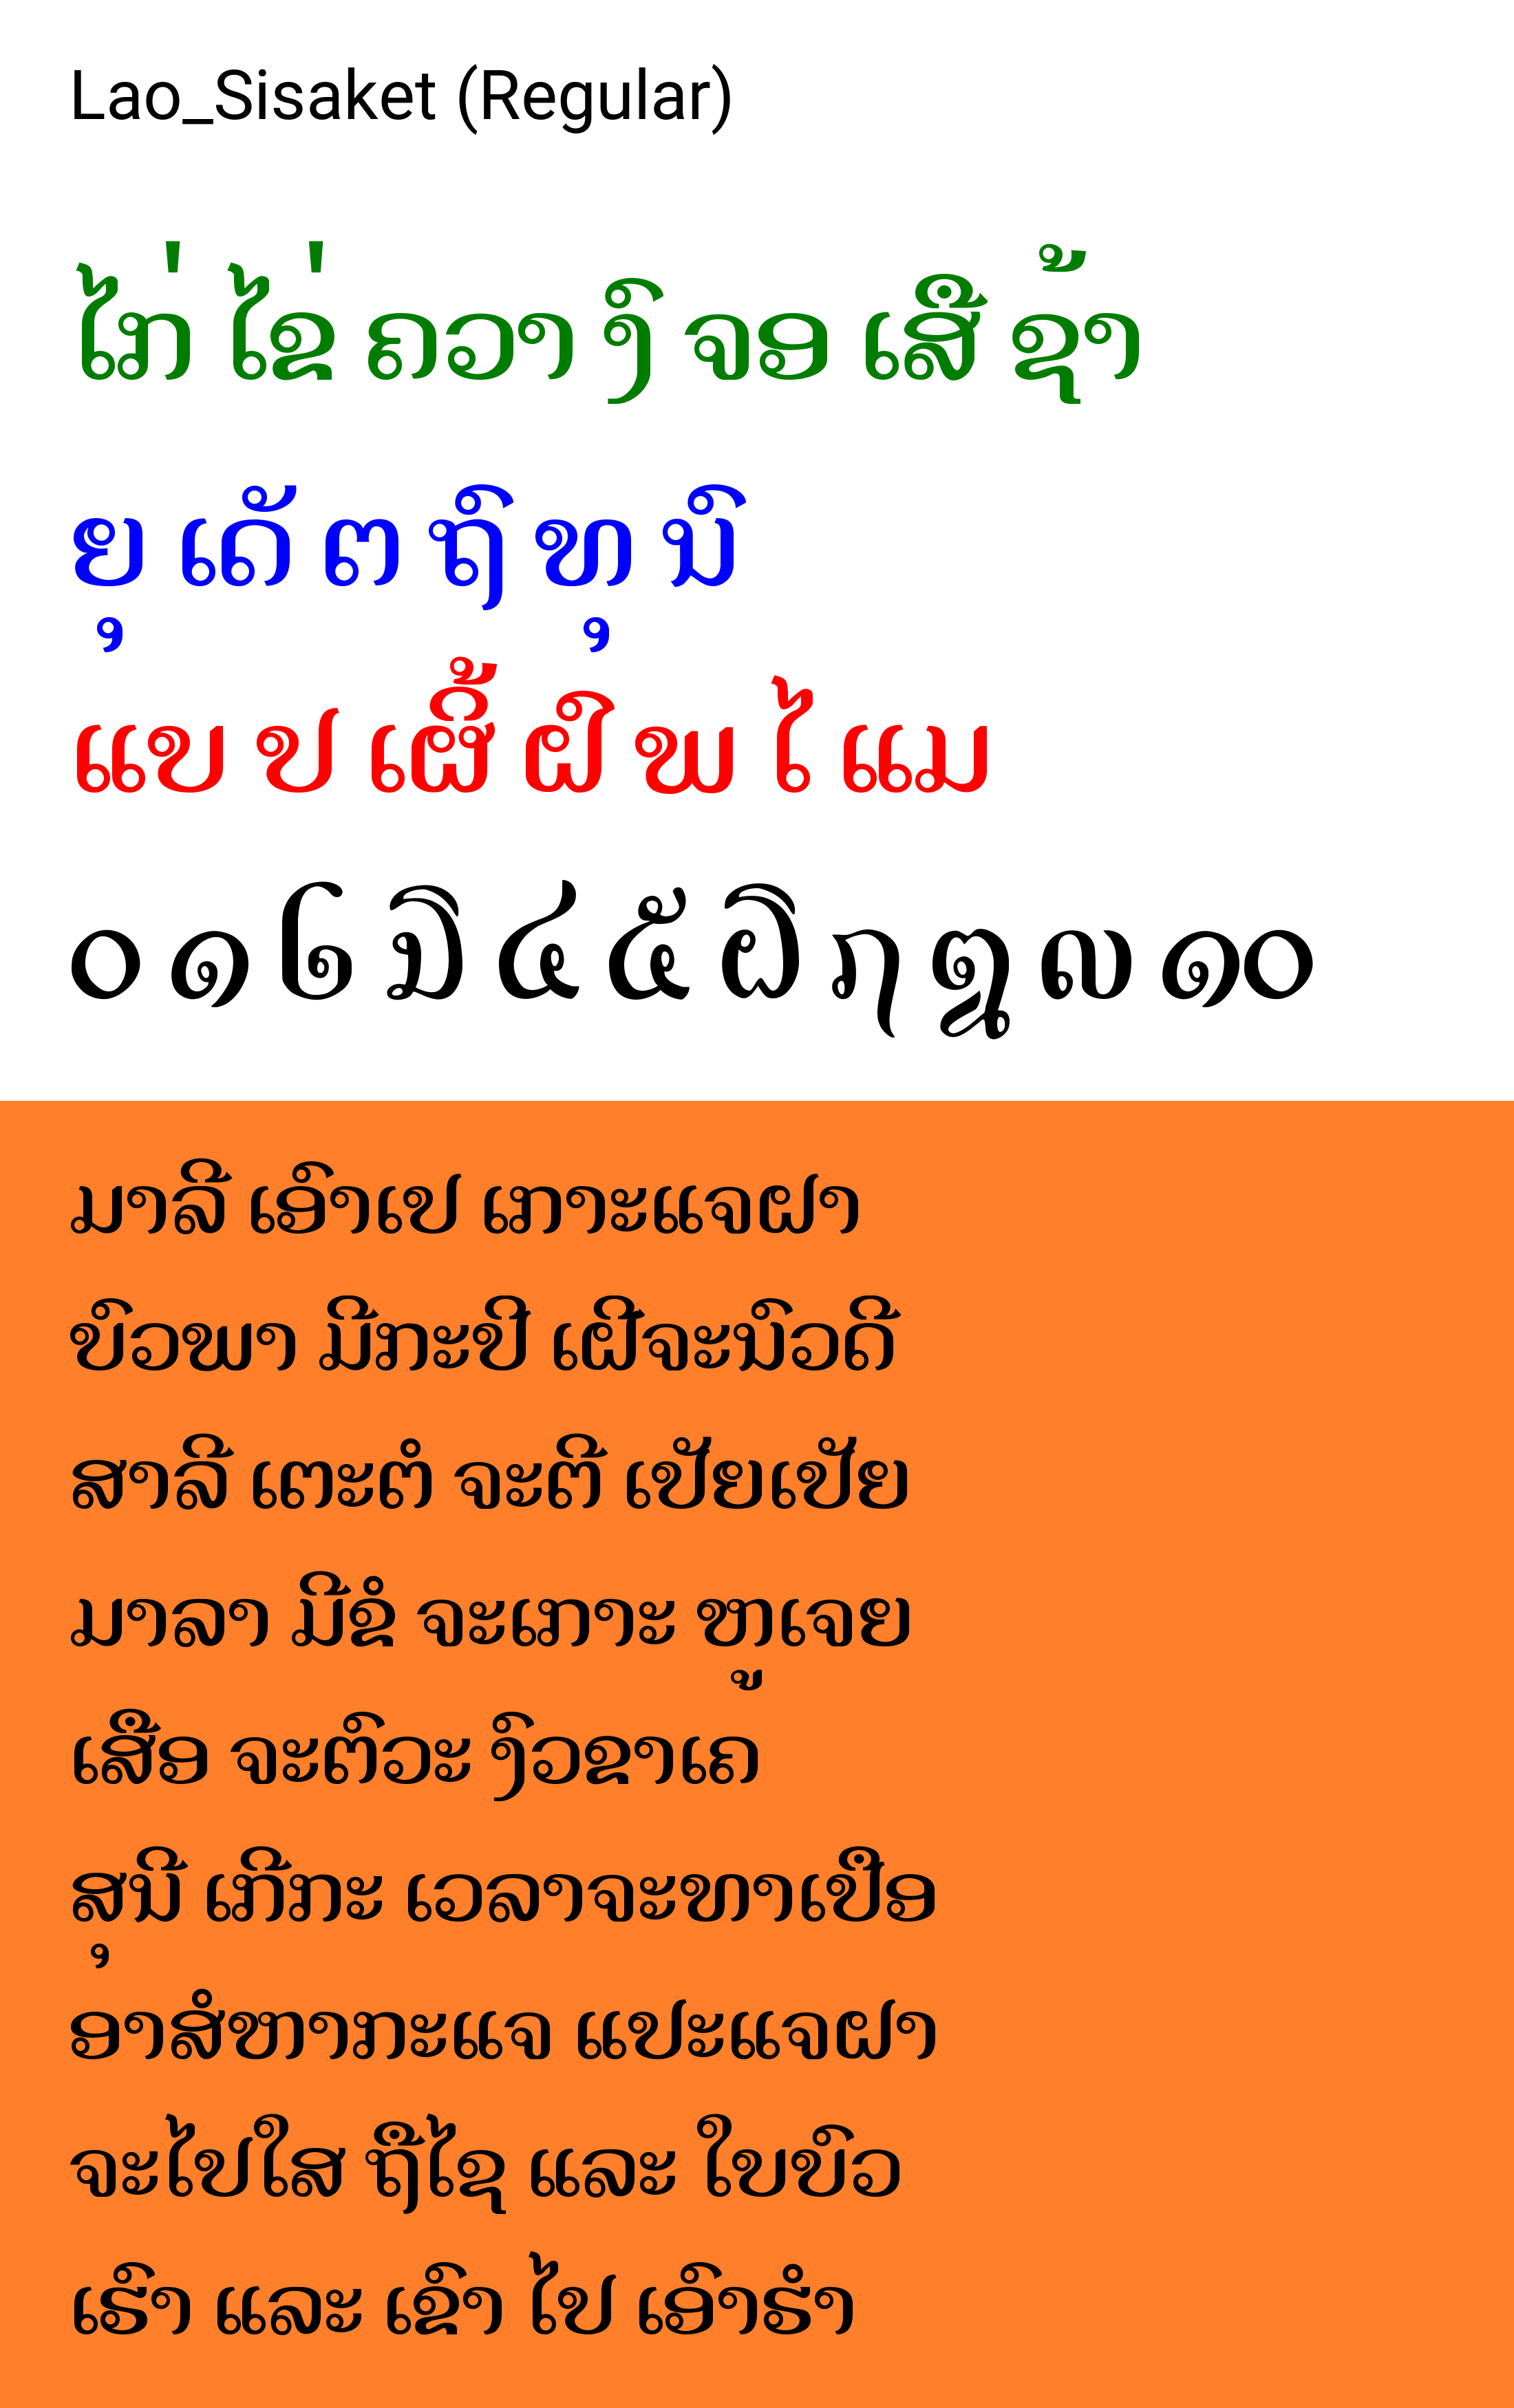 Lao_Sisaket (Regular)
ໄກ່ ໄຂ່ ຄວາ ງົ ຈອ ເສື ຊ້າ
ຍຸ ເດັ ຕ ຖົ ທຸ ນົ
ແບ ປ ເຜິ້ ຝົ ພ ໄ ແມ
໐ ໑ ໒ ໓ ໔ ໕ ໖ ໗ ໘ ໙ ໑໐
ມາລີ ເອົາເປ ເກາະແຈຝາ
ບົວພາ ມີກະປີ ເຝີຈະນົວດີ
ສາລີ ເຕະຕໍ ຈະຕີ ເປັຍເປັຍ
ມາລາ ມີຂໍ ຈະເກາະ ຫູເຈຍ
ເສືອ ຈະຕົວະ ງົວຂາເຄ
ສຸນີ ເກີກະ ເວລາຈະທາເປືອ
ອາສໍຫາກະແຈ ແປະແຈຝາ
ຈະໄປໃສ ຖືໄຊ ແລະ ໃບບົວ
ເຮົາ ແລະ ເຂົາ ໄປ ເອົາຮໍາ